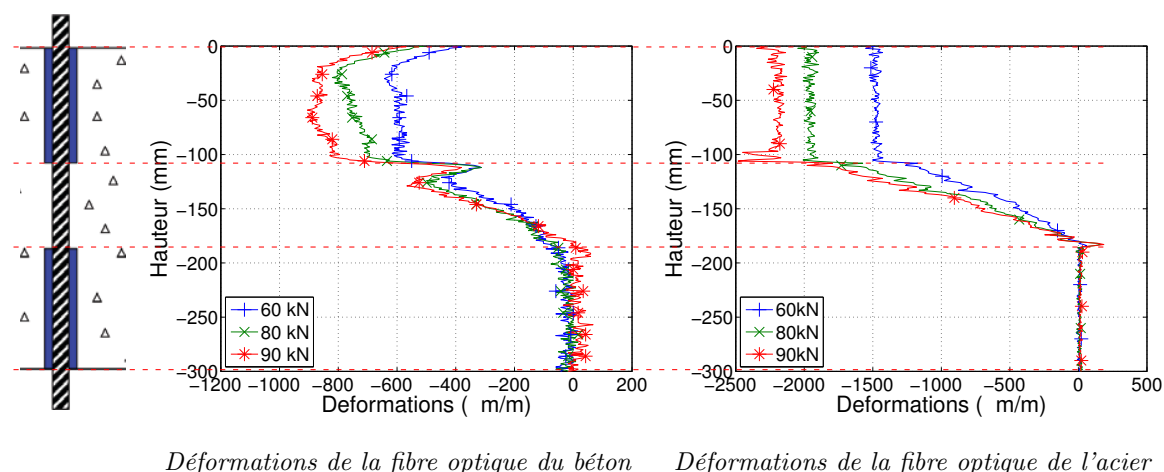 0
−50
−100
−150
−200
−250
−300
Hauteur (mm)
60 kN
80 kN
90 kN
−1200 −1000 −800 −600 −400 −200 0 200
Deformations ( m/m)
0
−50
−100
−150
−200
−250
−300
Hauteur (mm)
60kN
80kN
90kN
−2500 −2000 −1500 −1000 −500 0 500
Deformations ( m/m)
Déformations de la fibre optique du béton
Déformations de la fibre optique de l'acier